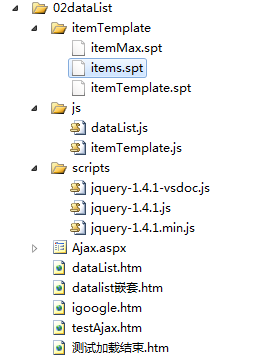 02dataList
itemTemplate
itemMax.spt
items.spt
itemTemplate.spt
js
dataList.js
itemTemplate.js
scripts
jquery-1.4.1-vsdoc.js
jquery-1.4.1.js
jquery-1.4.1.min.js
Ajax.aspx
dataList.htm
datalist嵌套.htm
igoogle.htm
testAjax.htm
测试加载结束.htm